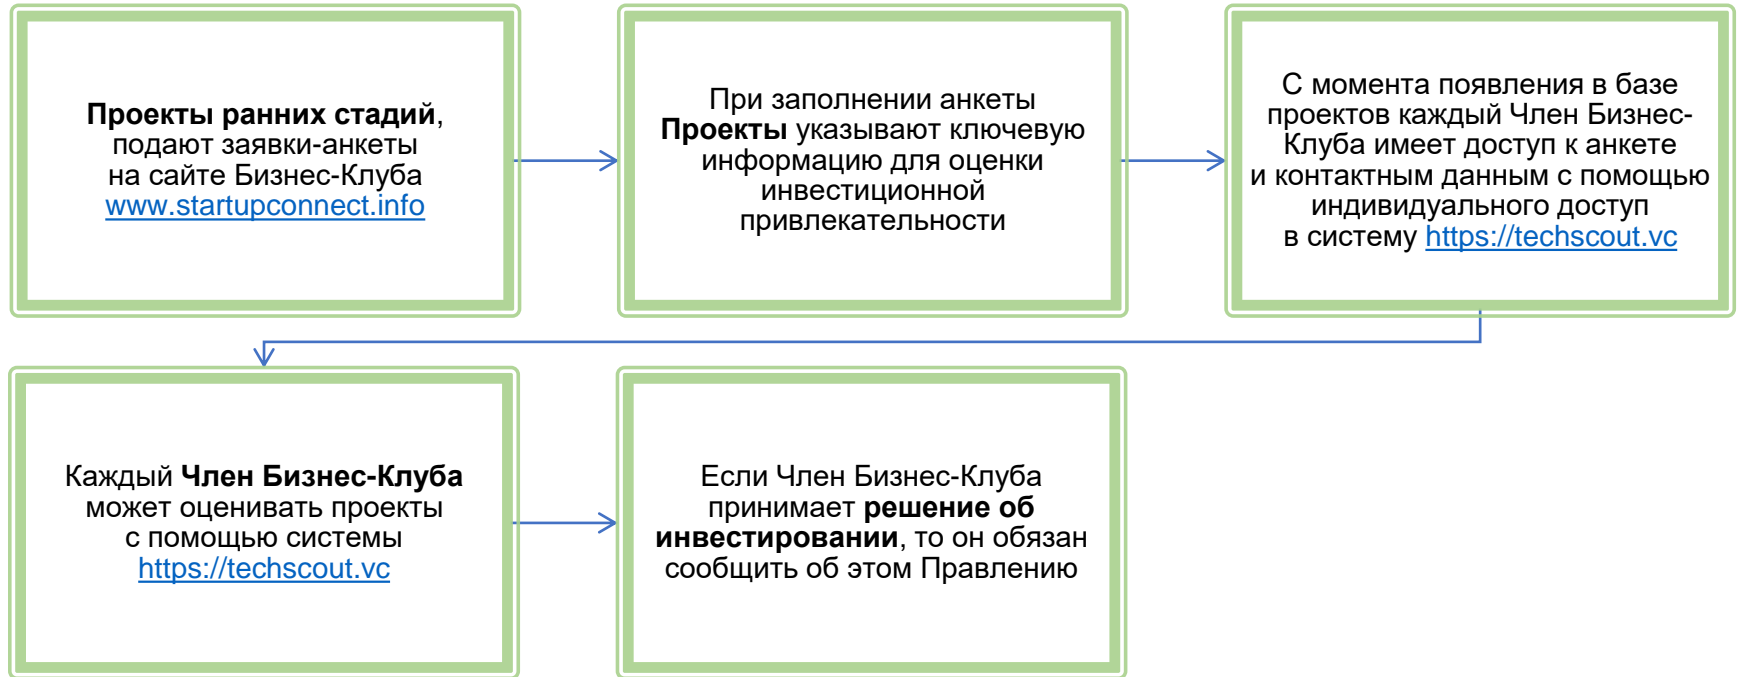 Проекты ранних стадий,
подают заявки-анкеты
на сайте Бизнес-Клуба
www.startupconnect.info
При заполнении анкеты
Проекты указывают ключевую
информацию для оценки
инвестиционной
привлекательности
С момента появления в базе
проектов каждый Член Бизнес-
Клуба имеет доступ к анкете
и контактным данным с помощью
индивидуального доступ
в систему https://techscout.vc
Каждый Член Бизнес-Клуба
может оценивать проекты
с помощью системы
https://techscout.vc
Если Член Бизнес-Клуба
принимает решение об
инвестировании, то он обязан
сообщить об этом Правлению